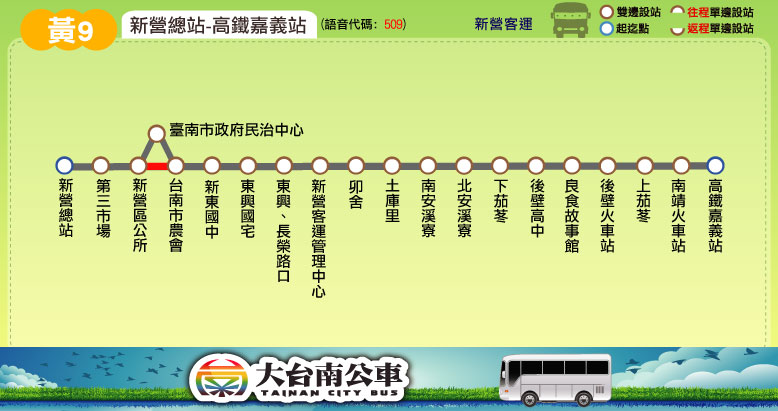 黃9
新營總站-高鐵嘉義站
(語音代碼: 509)
新營客運
雙邊設站
往程單邊設站
起迄點
返程單邊設站
臺南市政府民治中心
新營總站
第三市場
新營區公所
台南市農會
新東國中
東興國宅
東興、長榮路口
新營客運管理中心
卯舍
土庫里
南安溪寮
北安溪寮
下茄苳
後壁高中
良食故事館
後壁火車站
上茄苳
南靖火車站
高鐵嘉義站
大台南公車
TAINAN CITY BUS